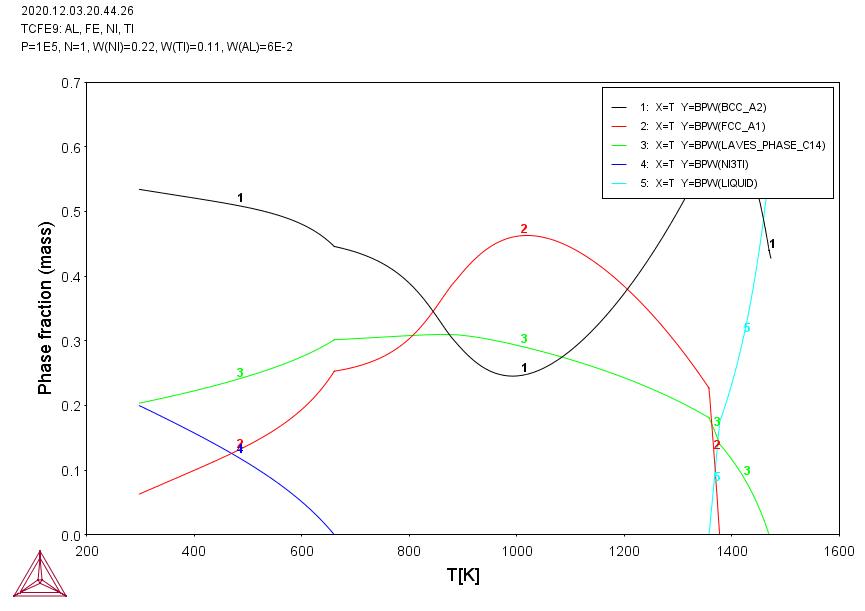 2020.12.03.20.44.26
TCFE9: AL, FE, NI, TI
P=1E5, N=1, W(NI)=0.22, W(TI)=0.11, W(AL)=6E-2
0.7
0.6
0.5
0.4
0.3
0.2
0.1
0.0
Phase fraction (mass)
1: X=T Y=BPW(BCC_A2)
2: X=T Y=BPW(FCC_A1)
3: X=T Y=BPW(LAVES_PHASE_C14)
4: X=T Y=BPW(NI3TI)
5: X=T Y=BPW(LIQUID)
1
2
1
5
3
3
1
3
2
4
2
3
5
200 400 600 800 1000 1200 1400 1600
T[K]